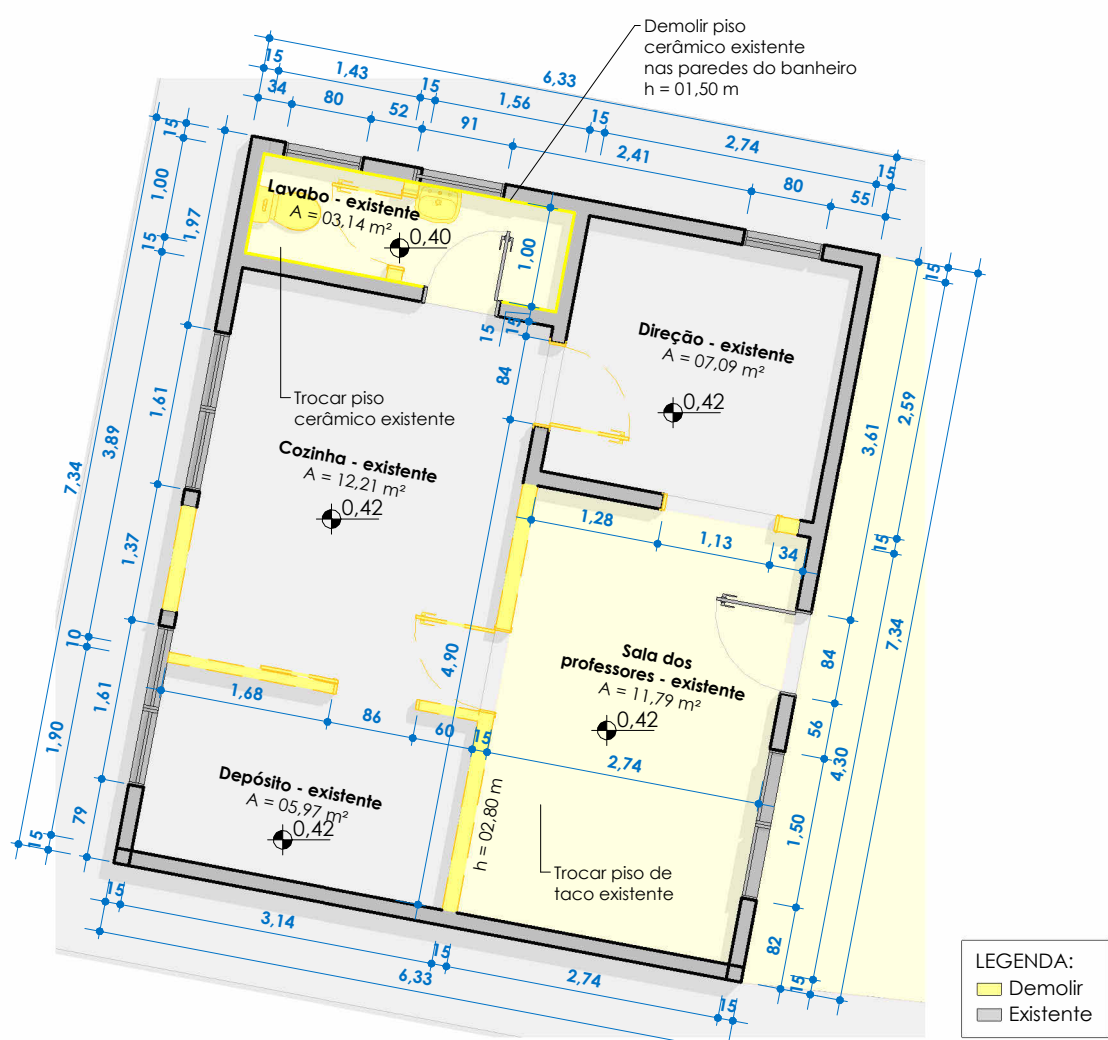 Demolir piso
cerâmico existente
nas paredes do banheiro
h = 01,50 m
6,33
15
1,43
15
1,56
15
2,74
15
34
80
52
91
2,41
80
55
15
1,00
15
3,89
10
1,90
15
7,34
1,97
1,61
1,37
1,61
79
Lavabo - existente
A = 03,14 m²
0,40
1,00
15
15
84
Direção - existente
A = 07,09 m²
0,42
Trocar piso
cerâmico existente
Cozinha - existente
A = 12,21 m²
0,42
1,28
1,13
34
4,90
Sala dos
professores - existente
A = 11,79 m²
0,42
1,68
86
60
15
2,74
Depósito - existente
A = 05,97 m²
0,42
h = 02,80 m
Trocar piso de
taco existente
15
2,59
15
3,61
7,34
84
56
4,30
1,50
82
15
15
3,14
15
2,74
15
6,33
LEGENDA:
Demolir
Existente